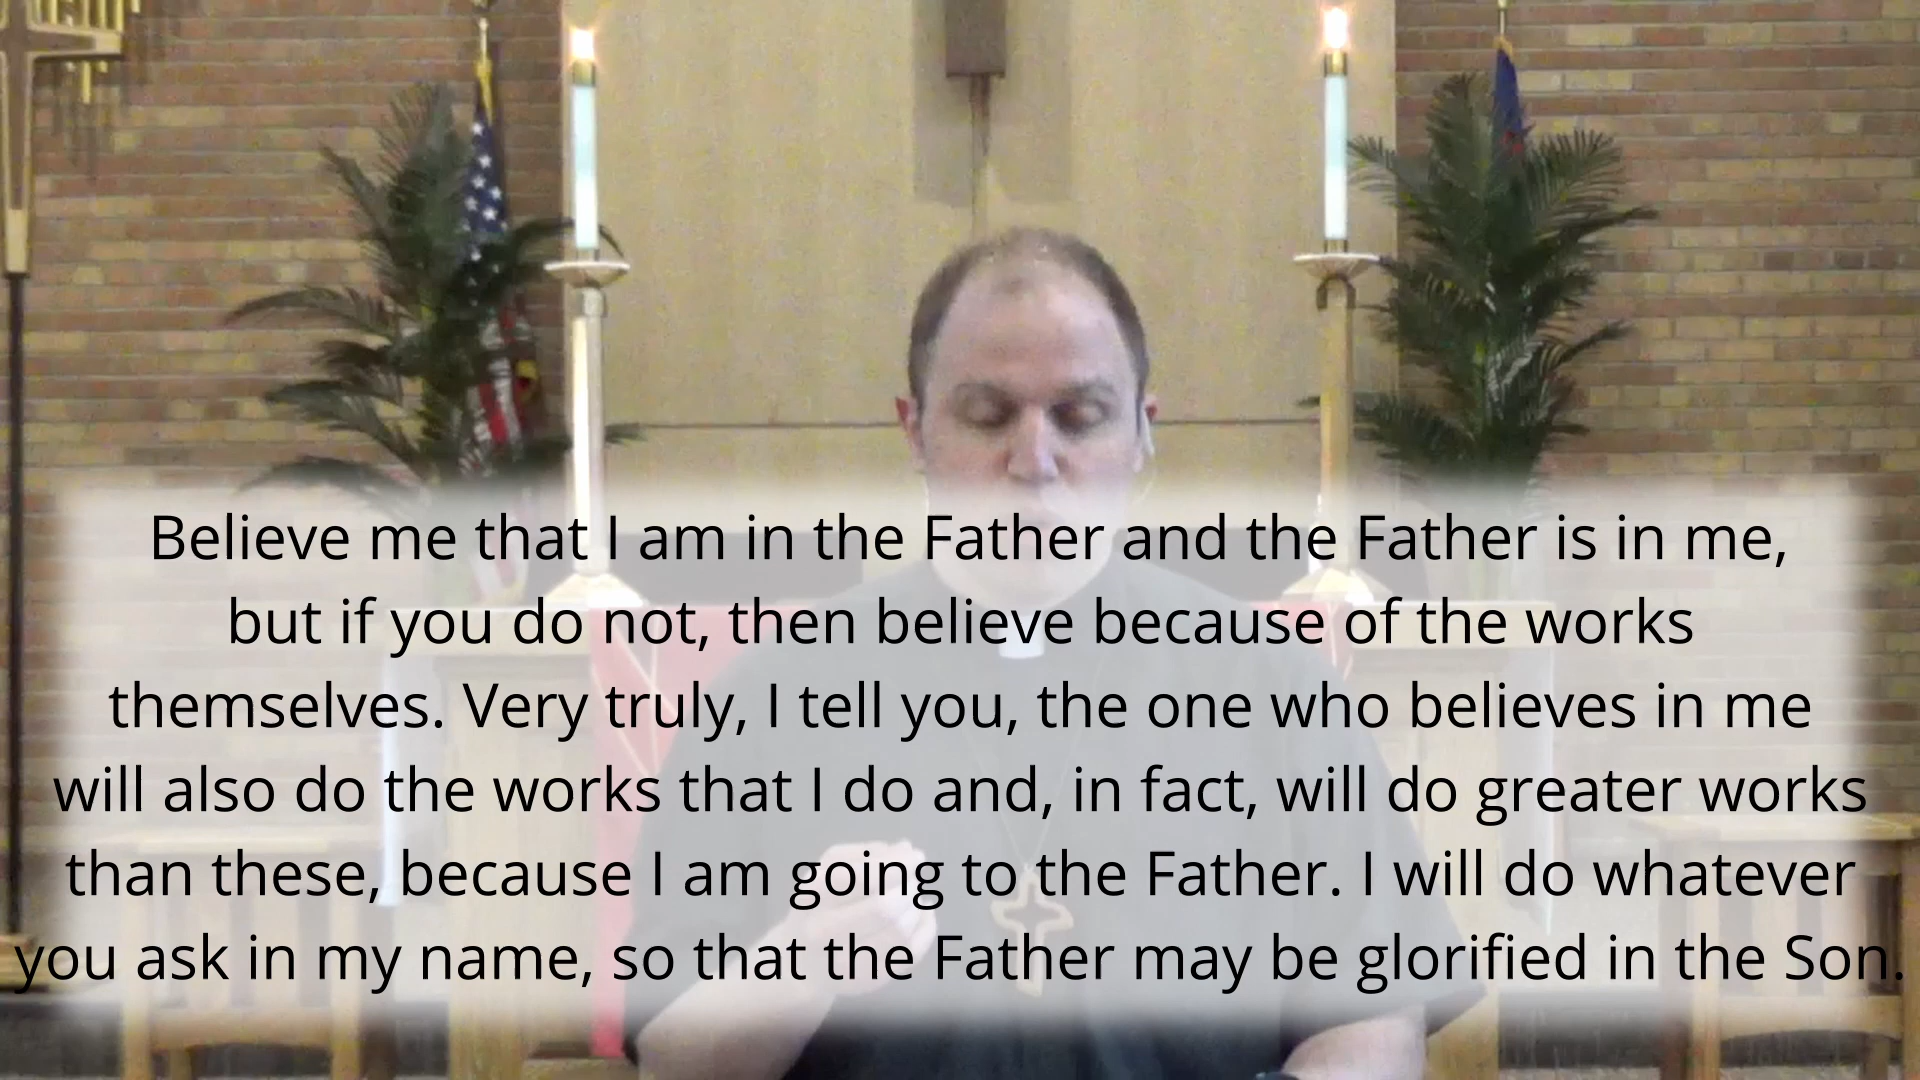 Believe me that I am in the Father and the Father is in me,
but if you do not, then believe because of the works
themselves. Very truly, I tell you, the one who believes in me
will also do the works that I do and, in fact, will do greater works
than these, because I am going to the Father. I will do whatever
you ask in my name, so that the Father may be glorified in the Son.